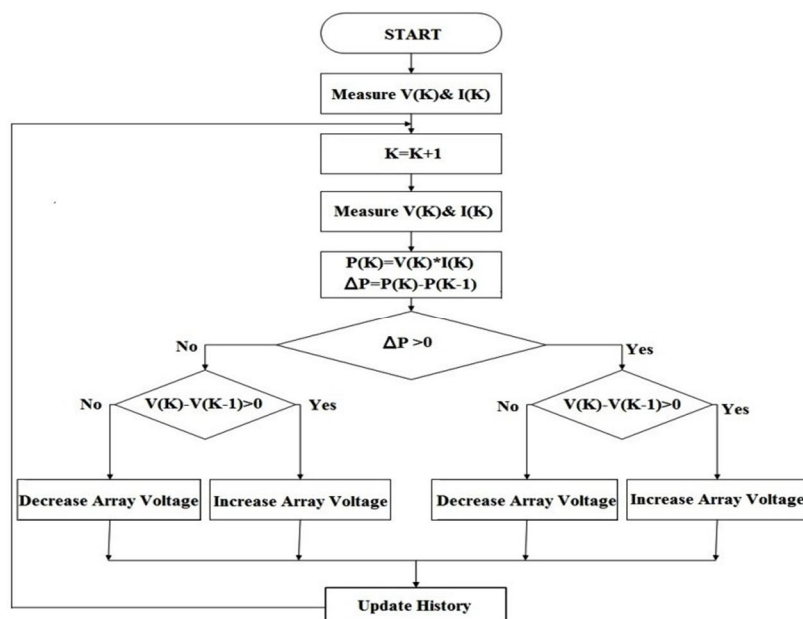 START
Measure V(K)& I(K)
K=K+1
Measure V(K)& I(K)
P(K)=V(K)*I(K)
ΔP=P(K)-P(K-1)
ΔP >0
No
Yes
V(K)-V(K-1)>0
No
Yes
V(K)-V(K-1)>0
No
Yes
Decrease Array Voltage
Increase Array Voltage
Decrease Array Voltage
Increase Array Voltage
Update History